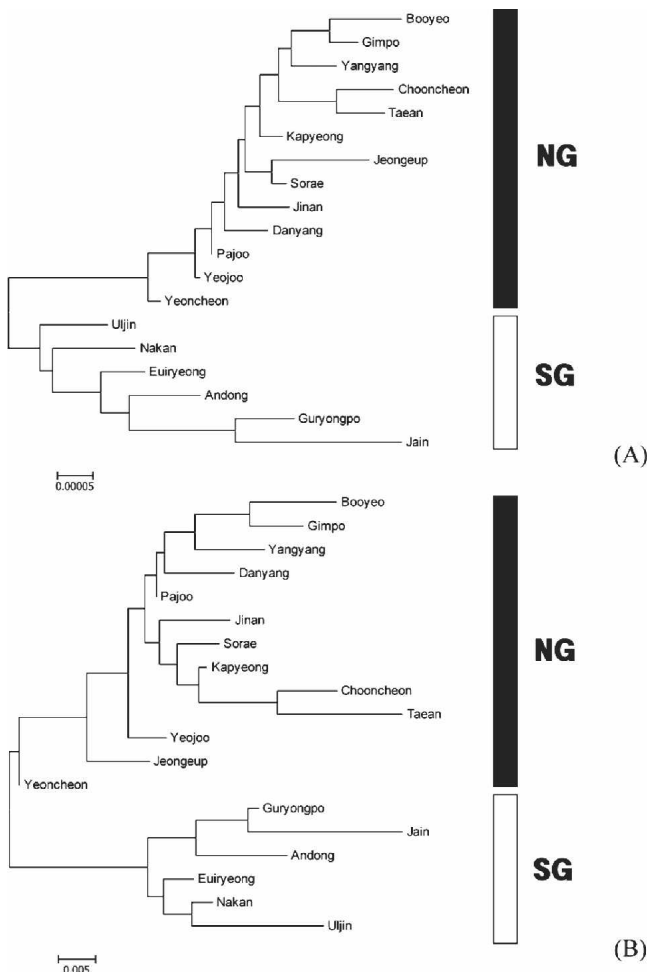 Booyeo
Gimpo
Yangyang
Chooncheon
Taean
Kapyeong
Jeongeup
Sorae
Jinan
Danyang
Pajoo
Yeojoo
Yeoncheon
NG
Uljin
Nakan
Euiryeong
Andong
Guryongpo
Jain
SG
(A)
0.00005
Booyeo
Gimpo
Yangyang
Danyang
Pajoo
Jinan
Sorae
Kapyeong
Chooncheon
Taean
Yeojoo
Jeongeup
Yeoncheon
NG
Guryongpo
Jain
Andong
Euiryeong
Nakan
Uljin
SG
(B)
0.005